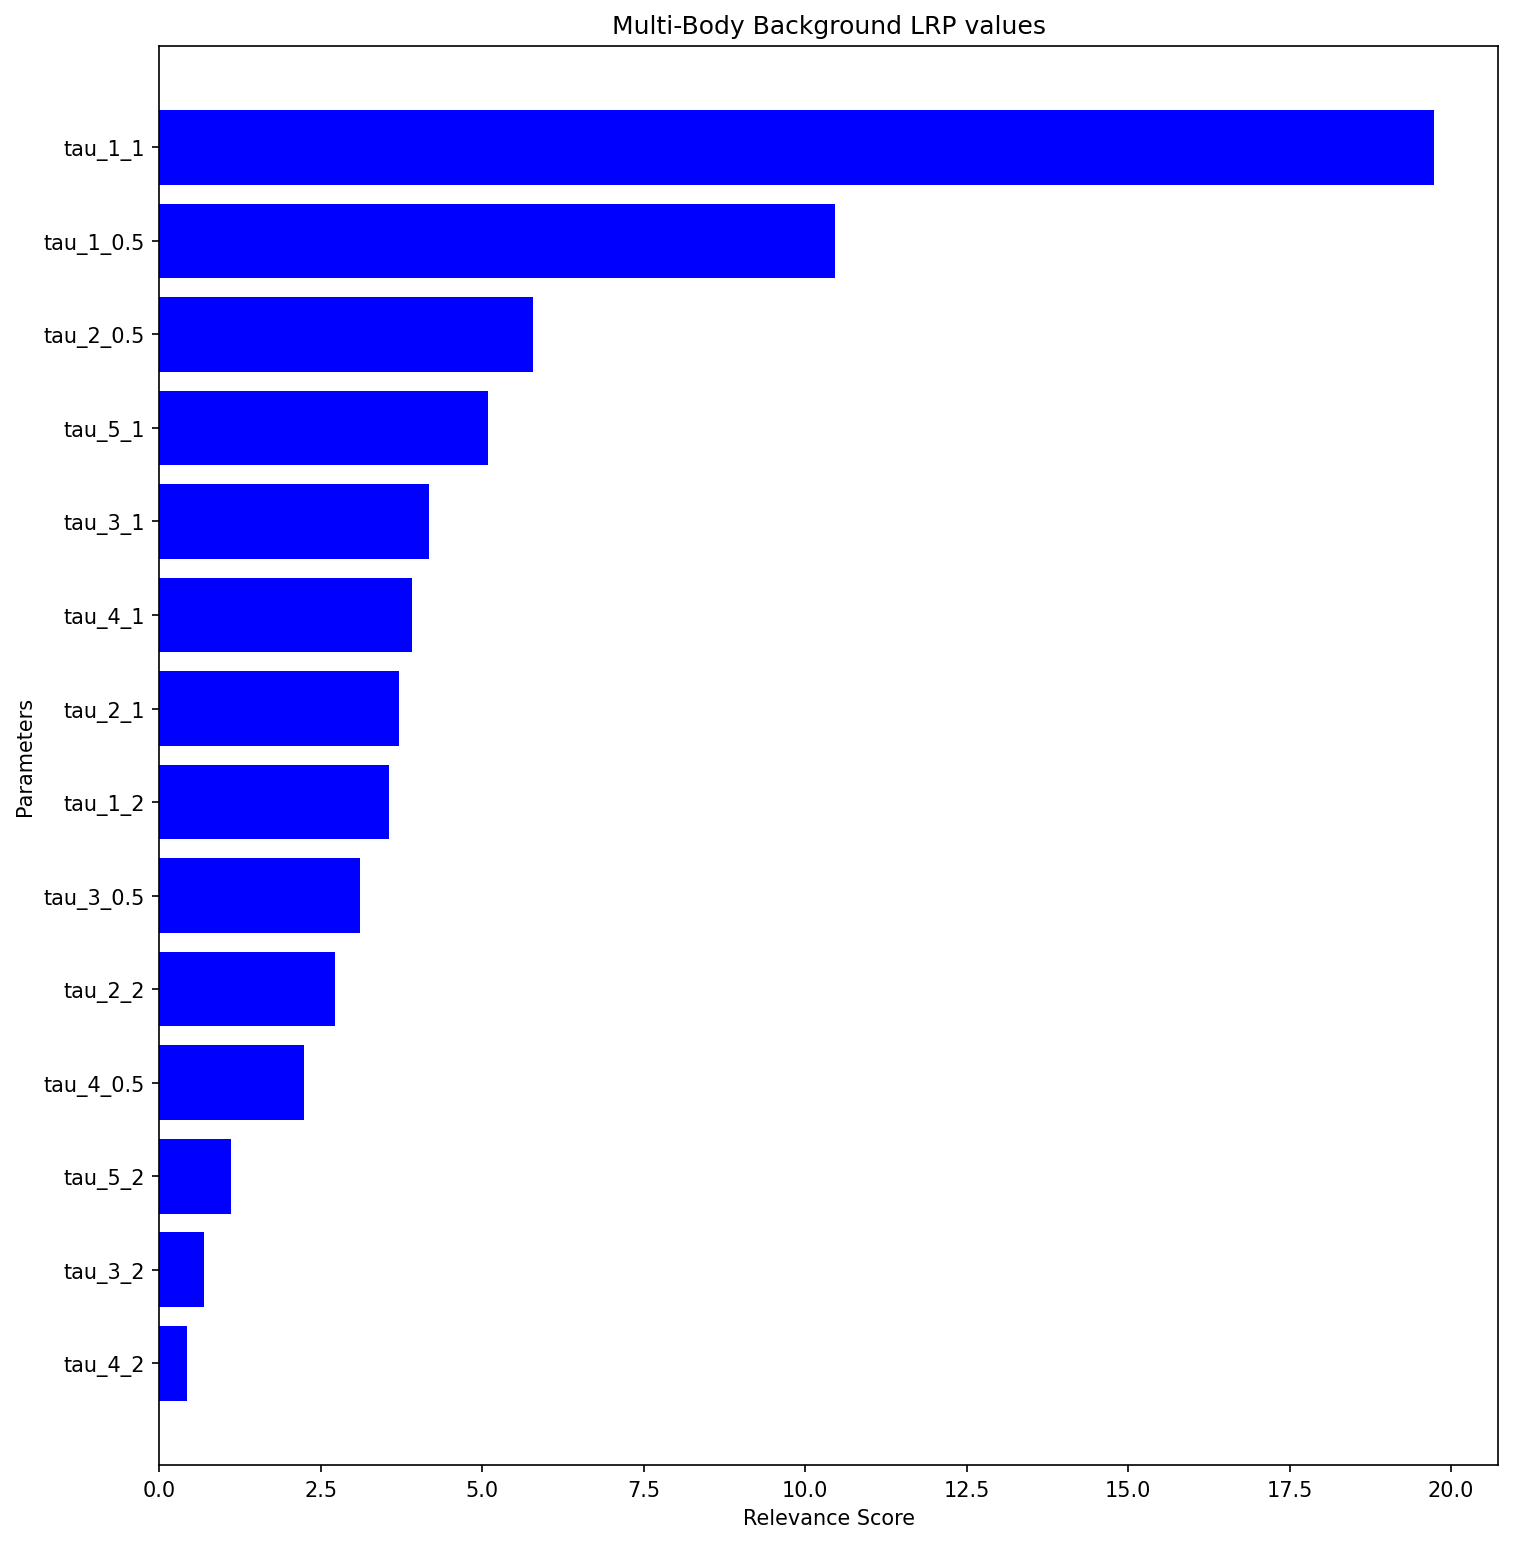 Multi-Body Background LRP values
tau_1_1
tau_1_0.5
tau_2_0.5
tau_5_1
tau_3_1
tau_4_1
tau_2_1
tau_1_2
tau_3_0.5
tau_2_2
tau_4_0.5
tau_5_2
tau_3_2
tau_4_2
Parameters
0.0 2.5 5.0 7.5 10.0 12.5 15.0 17.5 20.0
Relevance Score